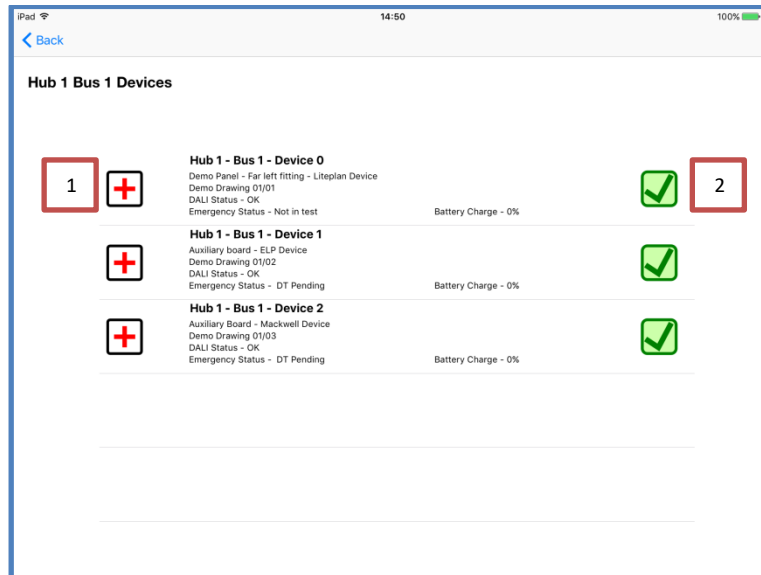 iPad 14:50 100%
Back
Hub 1 Bus 1 Devices
Hub 1 - Bus 1 - Device 0
1
Demo Panel - Far left fitting - Liteplan Device
2
Demo Drawing 01/01
DALI Status - OK
Emergency Status - Not in test Battery Charge - 0%
Hub 1 - Bus 1 - Device 1
Auxiliary board - ELP Device
Demo Drawing 01/02
DALI Status - OK
Emergency Status - DT Pending Battery Charge - 0%
Hub 1 - Bus 1 - Device 2
Auxiliary Board - Mackwell Device
Demo Drawing 01/03
DALI Status - OK
Emergency Status - DT Pending Battery Charge - 0%